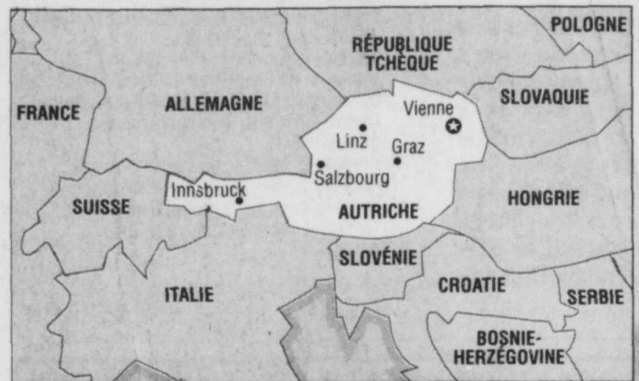 POLOGNE
RÉPUBLIQUE
TCHÈQUE
FRANCE
ALLEMAGNE
Vienne
SLOVAQUIE
Linz
Graz
Salzbourg
Innsbruck
SUISSE
AUTRICHE
HONGRIE
SLOVÉNIE
ITALIE
CROATIE
SERBIE
BOSNIE-
HERZÉGOVINE